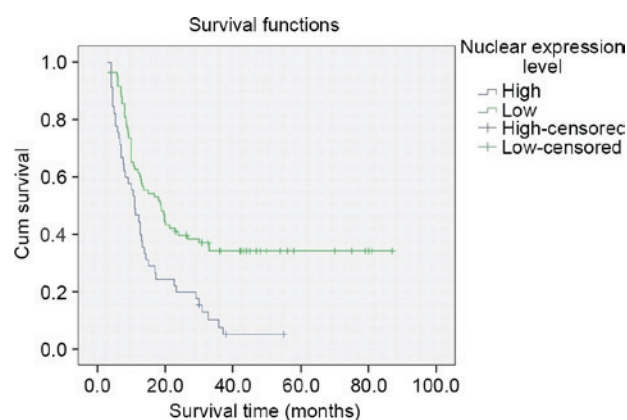 Survival functions
Nuclear expression
level
High
Low
High-censored
Low-censored
Cum survival
1.0
0.8
0.6
0.4
0.2
0.0
0.0 20.0 40.0 60.0 80.0 100.0
Survival time (months)